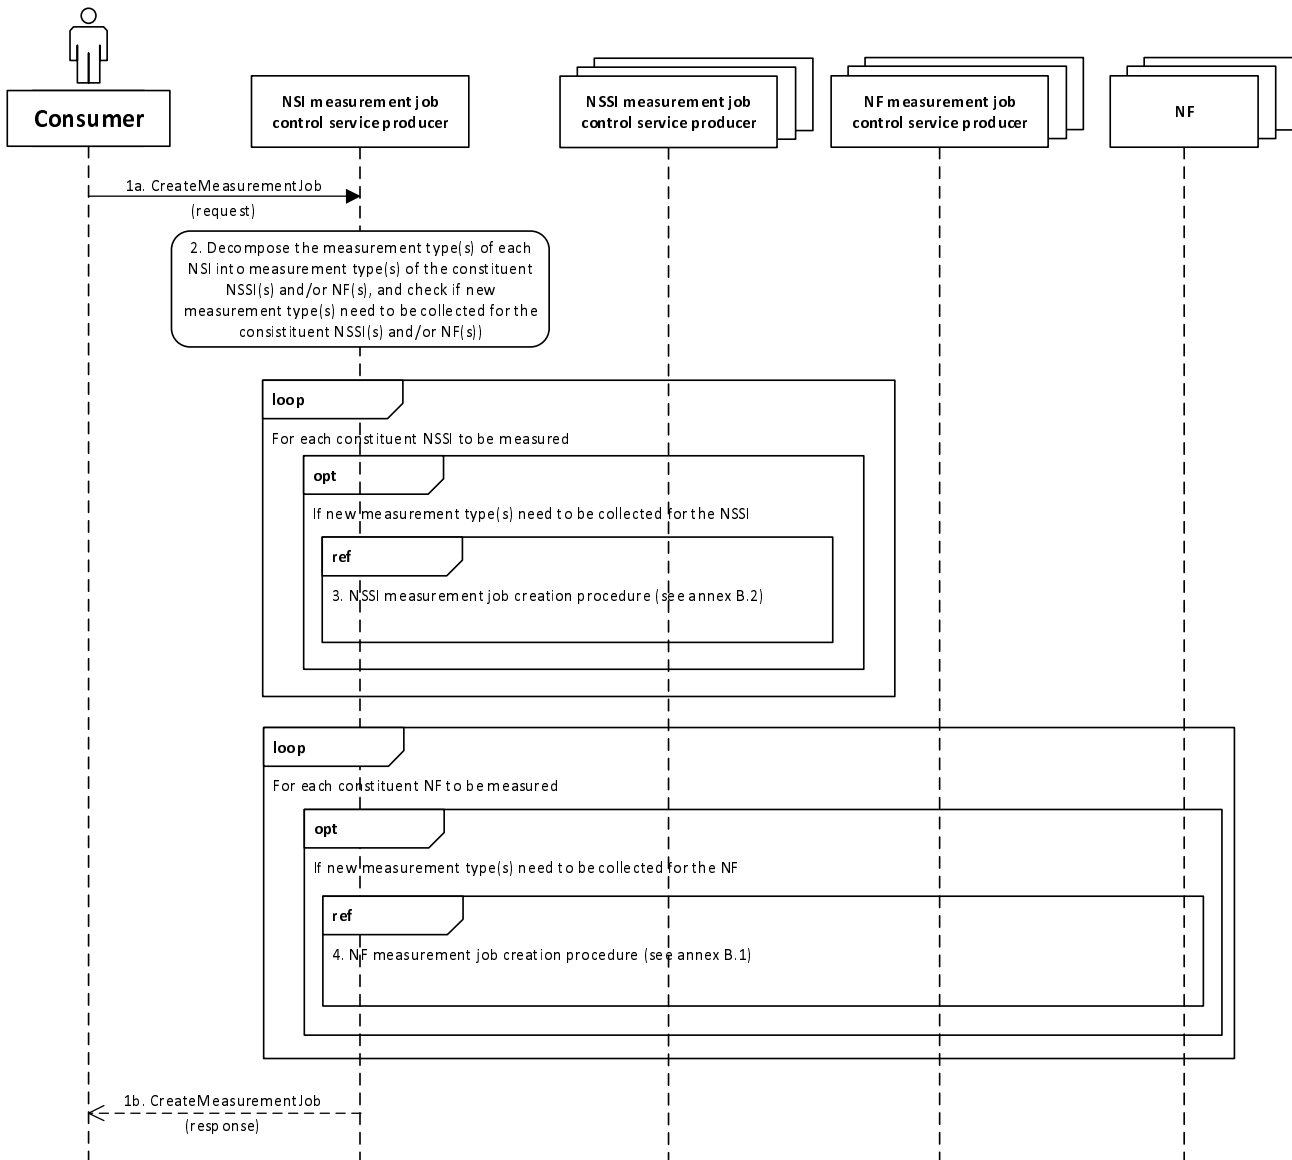 Consumer
NSI measurement job
control service producer
NSSI measurement job
control service producer
NF measurement job
control service producer
NF
1a. CreateMeasurementJob
(request)
2. Decompose the measurement type(s) of each
NSI into measurement type(s) of the constituent
NSSI(s) and/or NF(s), and check if new
measurement type(s) need to be collected for the
consistituent NSSI(s) and/or NF(s))
loop
For each constituent NSSI to be measured
opt
If new measurement type(s) need to be collected for the NSSI
ref
3. NSSI measurement job creation procedure (see annex B.2)
loop
For each constituent NF to be measured
opt
If new measurement type(s) need to be collected for the NF
ref
4. NF measurement job creation procedure (see annex B.1)
1b. CreateMeasurementJob
(response)